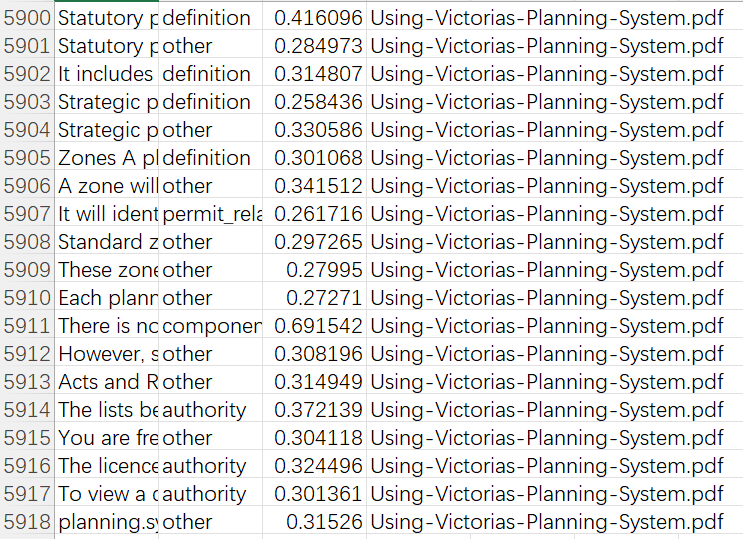 5900 Statutory p definition 0.416096 Using-Victorias-Planning-System.pdf
5901 Statutory p other 0.284973 Using-Victorias-Planning-System.pdf
5902 It includes definition 0.314807 Using-Victorias-Planning-System.pdf
5903 Strategic p definition 0.258436 Using-Victorias-Planning-System.pdf
5904 Strategic p other 0.330586 Using-Victorias-Planning-System.pdf
5905 Zones A pl definition 0.301068 Using-Victorias-Planning-System.pdf
5906 A zone will other 0.341512 Using-Victorias-Planning-System.pdf
5907 It will ident permit_rela 0.261716 Using-Victorias-Planning-System.pdf
5908 Standard z other 0.297265 Using-Victorias-Planning-System.pdf
5909 These zone other 0.27995 Using-Victorias-Planning-System.pdf
5910 Each plann other 0.27271 Using-Victorias-Planning-System.pdf
5911 There is no componen 0.691542 Using-Victorias-Planning-System.pdf
5912 However, s other 0.308196 Using-Victorias-Planning-System.pdf
5913 Acts and R other 0.314949 Using-Victorias-Planning-System.pdf
5914 The lists be authority 0.372139 Using-Victorias-Planning-System.pdf
5915 You are fre other 0.304118 Using-Victorias-Planning-System.pdf
5916 The licence authority 0.324496 Using-Victorias-Planning-System.pdf
5917 To view a c authority 0.301361 Using-Victorias-Planning-System.pdf
5918 planning.sy other 0.31526 Using-Victorias-Planning-System.pdf